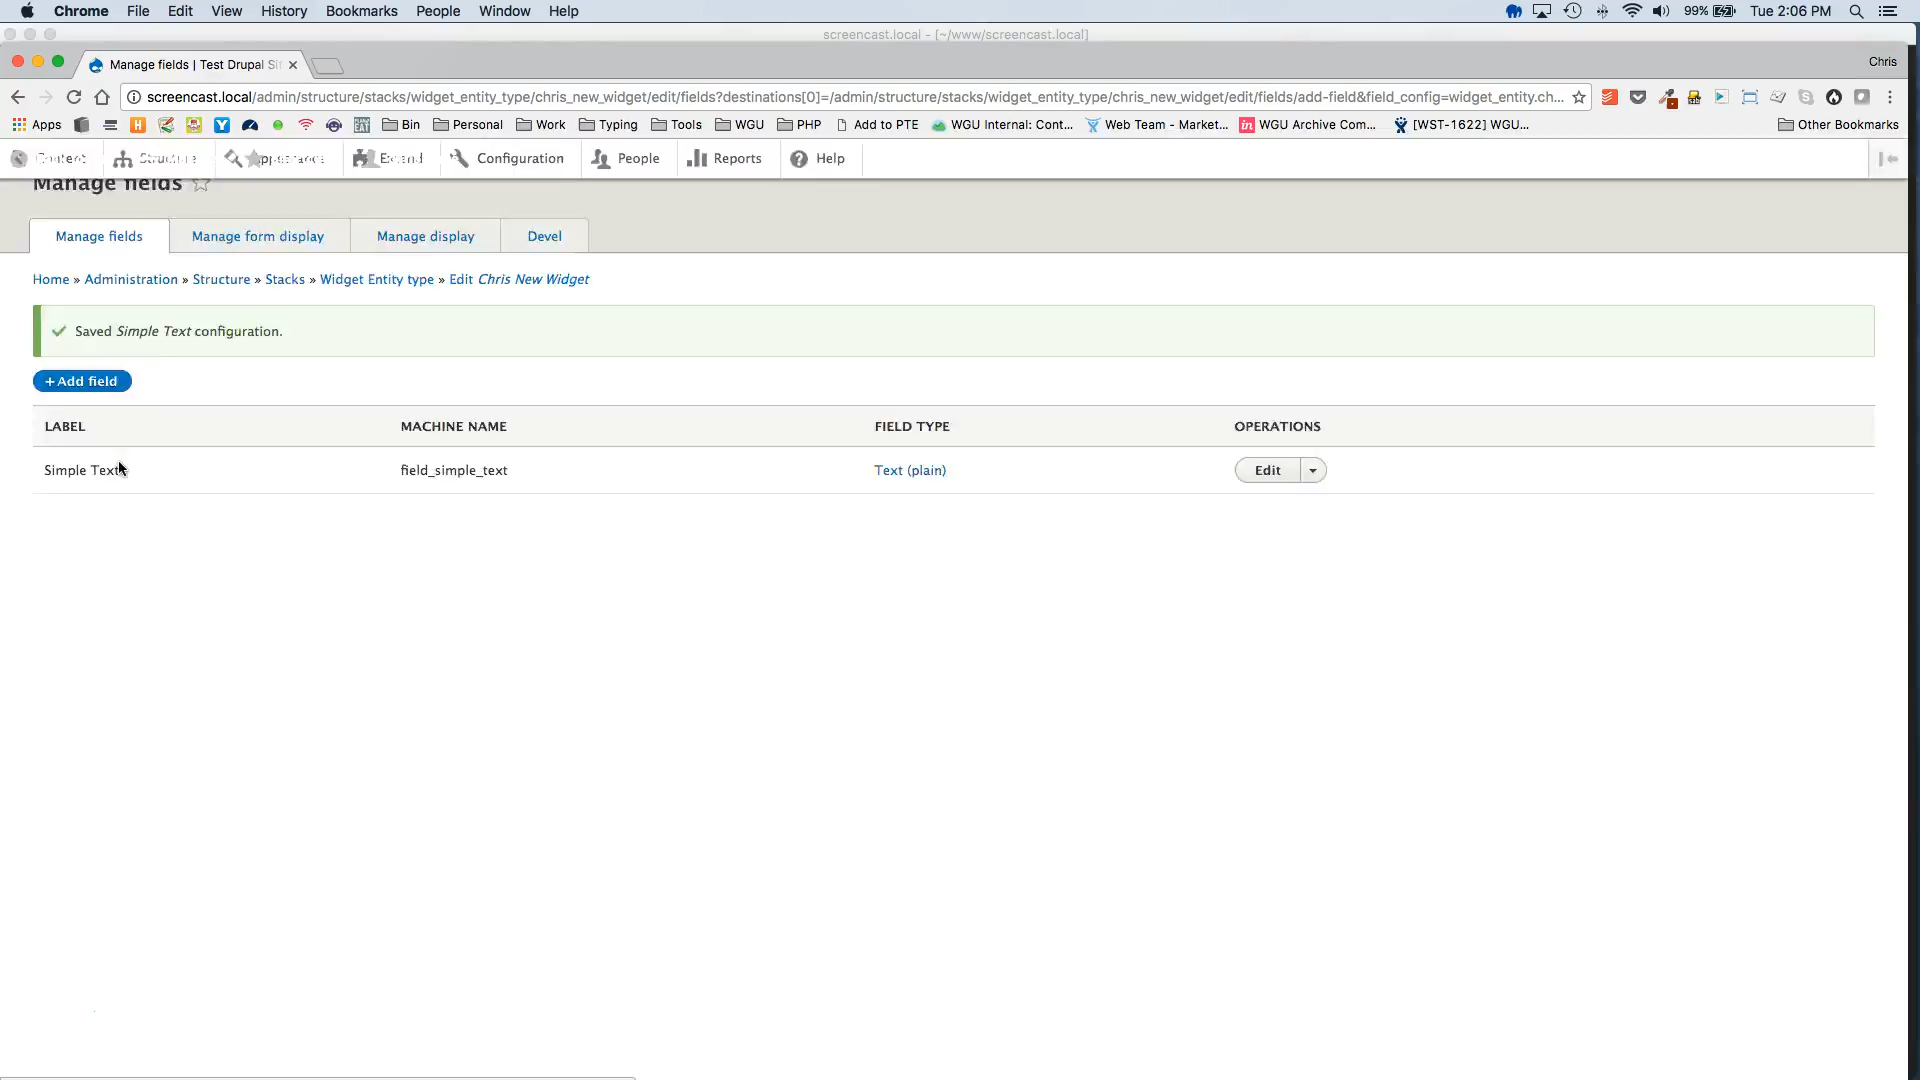 Chrome File Edit View History Bookmarks People Window Help 99% Tue 2:06 PM
screencast.local - [~/www/screencast.local]
Manage fields | Test Drupal Si Chris
screencast.local/admin/structure/stacks/widget_entity_type/chris_new_widget/edit/fields?destinations[0]=/admin/structure/stacks/widget_entity_type/chris_new_widget/edit/fields/add-field&field_config=widget_entity.ch...
Apps Bin Personal Work Typing Tools WGU PHP Add to PTE WGU Internal: Cont... Web Team - Market... WGU Archive Com... [WST-1622] WGU... Other Bookmarks
Content Structure Appearance Extend Configuration People Reports Help
Manage fields
Manage fields Manage form display Manage display Devel
Home » Administration » Structure » Stacks » Widget Entity type » Edit Chris New Widget
Saved Simple Text configuration.
+ Add field
LABEL MACHINE NAME FIELD TYPE OPERATIONS
Simple Text field_simple_text Text (plain) Edit